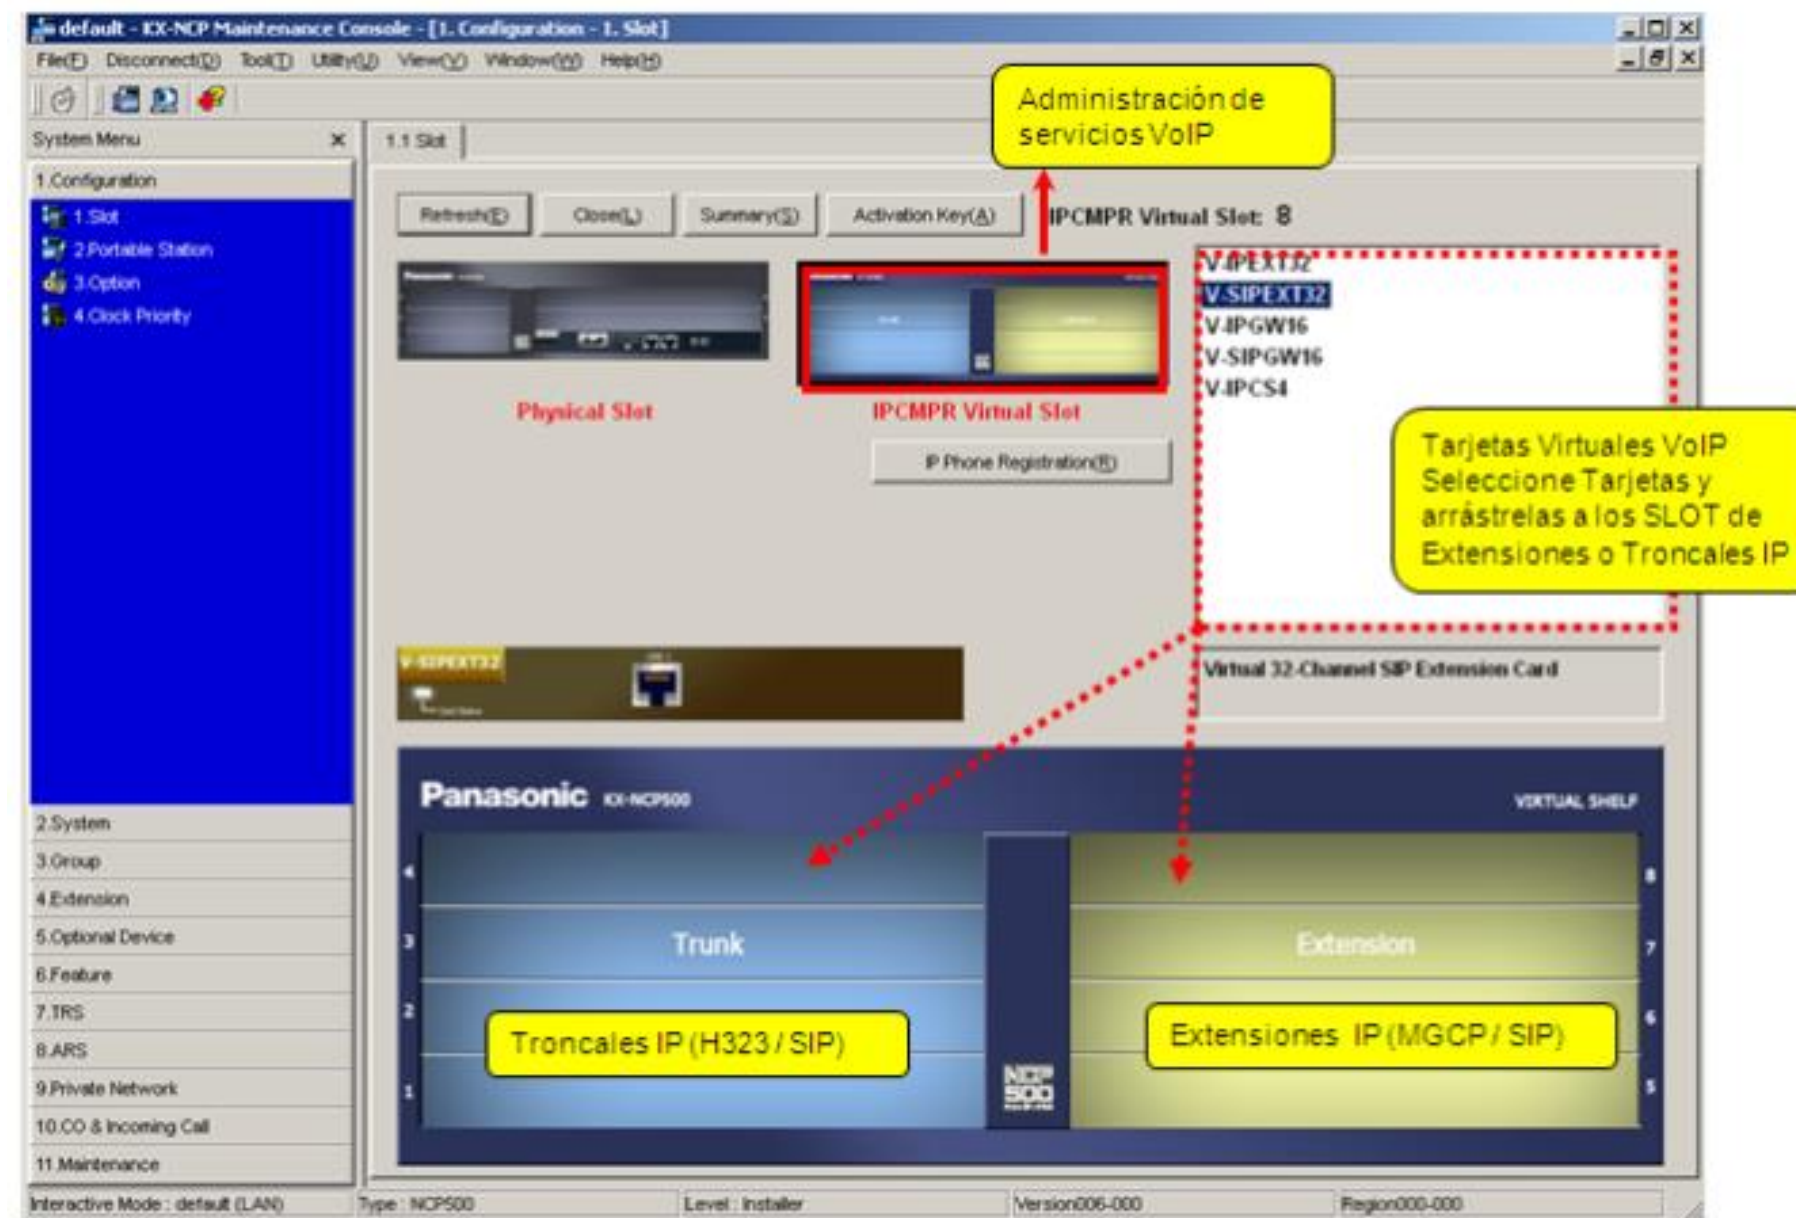 default - KX-NCP Maintenance Console - [1. Configuration - 1. Slot]
File(F) Disconnect(D) Tool(T) Utility(U) View(V) Window(W) Help(H)
System Menu
1.1 Slot
Administración de
servicios VoIP
1.Configuration
1.Slot
2.Portable Station
3.Option
4.Clock Priority
Refresh(E) Close(L) Summary(S) Activation Key(A) IPCMPR Virtual Slot: 8
Panasonic
Physical Slot
IPCMPR Virtual Slot
IP Phone Registration(R)
V-IPEXT32
V-SIPEXT32
V-IPGW16
V-SIPGW16
V-IPCS4
Tarjetas Virtuales VoIP
Seleccione Tarjetas y
arrástrelas a los SLOT de
Extensiones o Troncales IP
V-SIPEXT32
Virtual 32-Channel SIP Extension Card
Panasonic KX-NCP500
VIRTUAL SHELF
4
3
2
1
Trunk
Troncales IP (H323 / SIP)
NCP
500
Extension
Extensiones IP (MGCP / SIP)
8
7
6
5
2.System
3.Group
4.Extension
5.Optional Device
6.Feature
7.TRS
8.ARS
9.Private Network
10.CO & Incoming Call
11.Maintenance
Interactive Mode : default (LAN) Type : NCP500 Level : Installer Version006-000 Region000-000